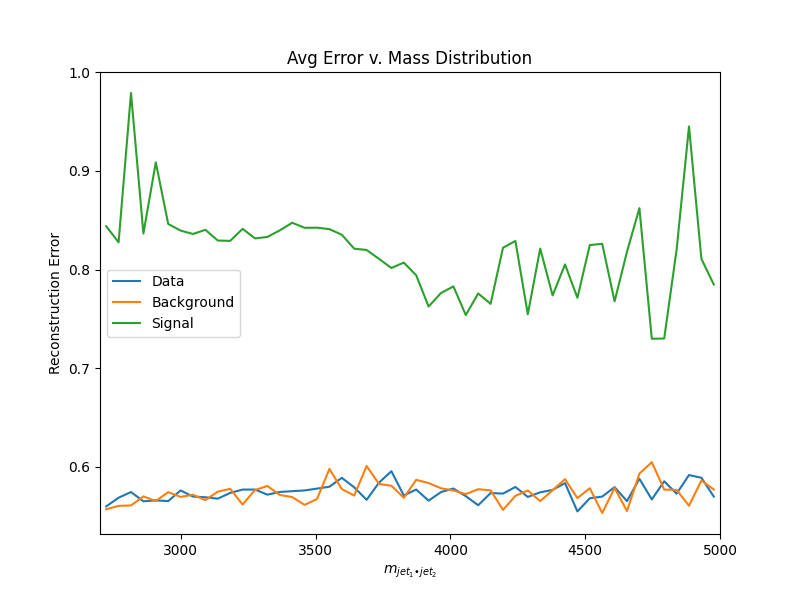 Avg Error v. Mass Distribution
1.0
0.9
0.8
0.7
0.6
Reconstruction Error
Data
Background
Signal
3000 3500 4000 4500 5000
m_{jet_1•jet_2}